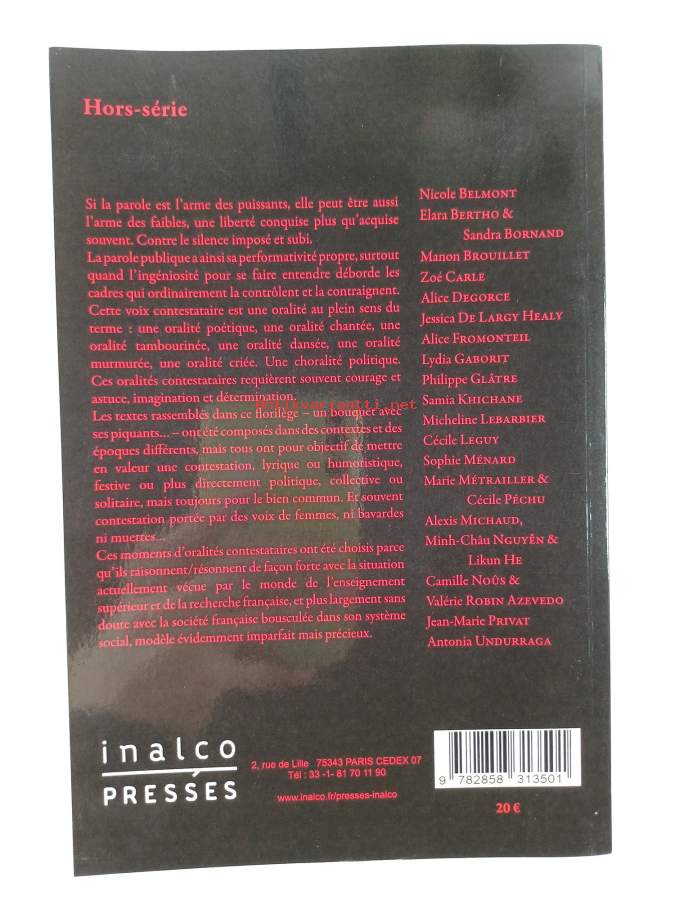 Hors-série
Si la parole est l'arme des puissants, elle peut être aussi
l'arme des faibles, une liberté conquise plus qu'acquise
souvent. Contre le silence imposé et subi.
La parole publique a ainsi sa performativité propre, surtout
quand l'ingéniosité pour se faire entendre déborde les
cadres qui ordinairement la contrôlent et la contraignent.
Cette voix contestataire est une oralité au plein sens du
terme : une oralité poétique, une oralité chantée, une
oralité tambourinée, une oralité dansée, une oralité
murmurée, une oralité criée. Une choralité politique.
Ces oralités contestataires requièrent souvent courage et
astuce, imagination et détermination.
Les textes rassemblés dans ce florilège – un bouquet avec
ses piquants... – ont été composés dans des contextes et des
époques différents, mais tous ont pour objectif de mettre
en valeur une contestation, lyrique ou humoristique,
festive ou plus directement politique, collective ou
solitaire, mais toujours pour le bien commun. Et souvent
contestation portée par des voix de femmes, ni bavardes
ni muettes...
Ces moments d'oralités contestataires ont été choisis parce
qu'ils raisonnent/résonnent de façon forte avec la situation
actuellement vécue par le monde de l'enseignement
supérieur et de la recherche française, et plus largement sans
doute avec la société française bousculée dans son système
social, modèle évidemment imparfait mais précieux.
Nicole BELMONT
Elara BERTHO &
Sandra BORNAND
Manon BROUILLET
Zoé CARLE
Alice DEGORCE
Jessica DE LARGY HEALY
Alice FROMONTEIL
Lydia GABORIT
Philippe GLÂTRE
Samia KHICHANE
Micheline LEBARBIER
Cécile LEGUY
Sophie MÉNARD
Marie MÉTRAILLER &
Cécile PÉCHU
Alexis MICHAUD,
Minh-Châu NGUYÊN &
Likun HE
Camille NOÛS &
Valérie ROBIN AZEVEDO
Jean-Marie PRIVAT
Antonia UNDURRAGA
inalco
PRESSES
2, rue de Lille 75343 PARIS CEDEX 07
Tél : 33 -1- 81 70 11 90
www.inalco.fr/presses-inalco
9 782858 313501
20 €